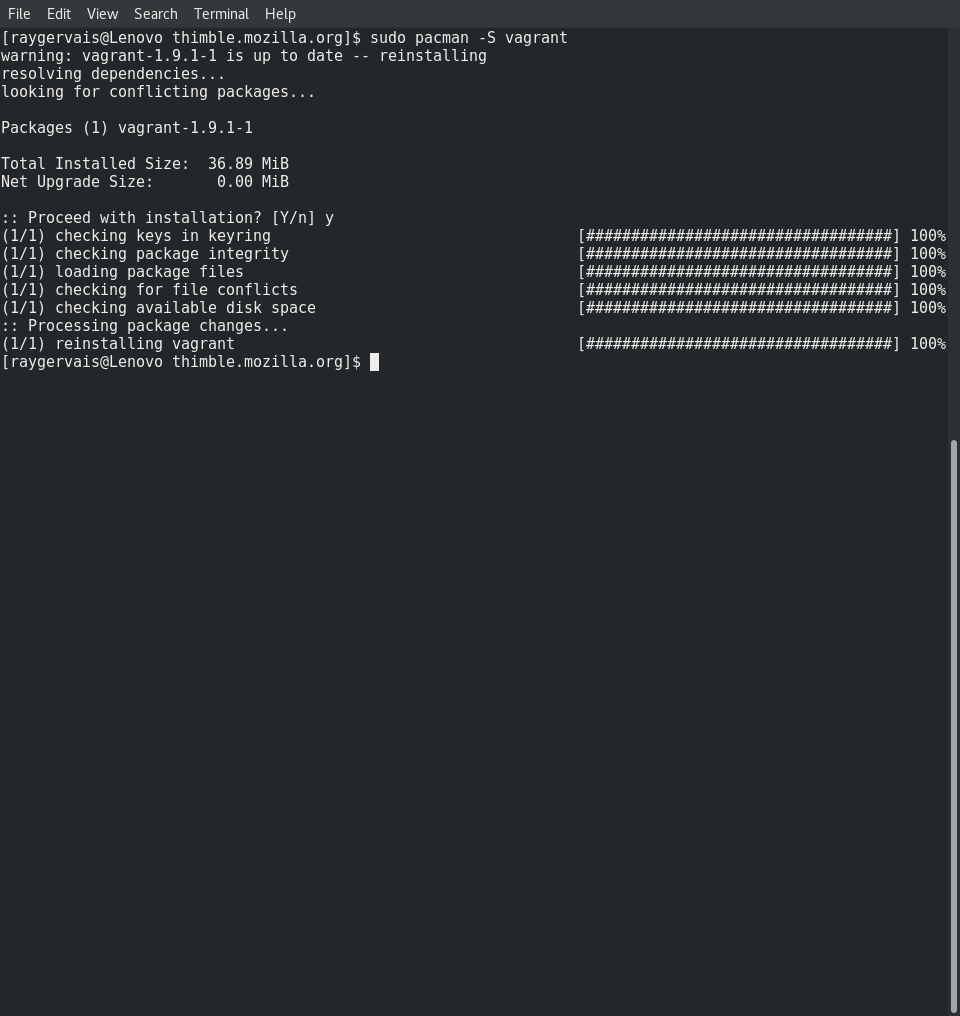 File Edit View Search Terminal Help
[raygervais@Lenovo thimble.mozilla.org]$ sudo pacman -S vagrant
warning: vagrant-1.9.1-1 is up to date -- reinstalling
resolving dependencies...
looking for conflicting packages...
Packages (1) vagrant-1.9.1-1
Total Installed Size:  36.89 MiB
Net Upgrade Size:       0.00 MiB
:: Proceed with installation? [Y/n] y
(1/1) checking keys in keyring                                  [##################################] 100%
(1/1) checking package integrity                                [##################################] 100%
(1/1) loading package files                                     [##################################] 100%
(1/1) checking for file conflicts                               [##################################] 100%
(1/1) checking available disk space                             [##################################] 100%
:: Processing package changes...
(1/1) reinstalling vagrant                                      [##################################] 100%
[raygervais@Lenovo thimble.mozilla.org]$